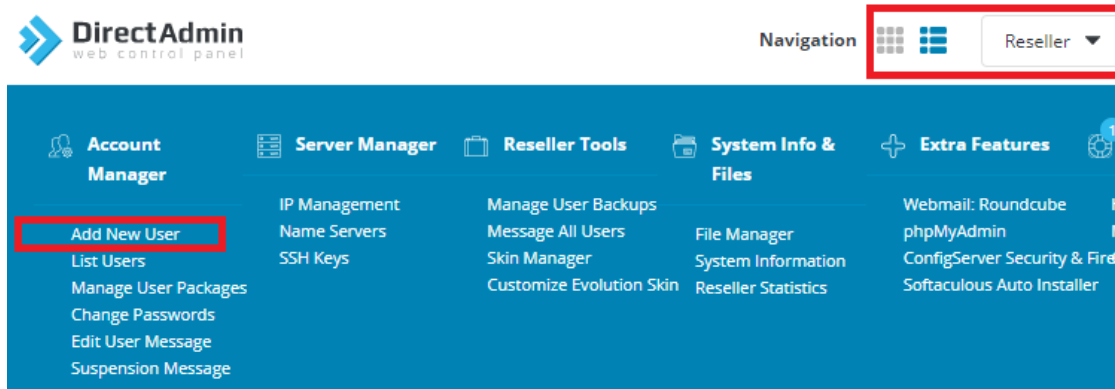 DirectAdmin
web control panel
Navigation
Reseller
Account
Manager
Add New User
List Users
Manage User Packages
Change Passwords
Edit User Message
Suspension Message
Server Manager
IP Management
Name Servers
SSH Keys
Reseller Tools
Manage User Backups
Message All Users
Skin Manager
Customize Evolution Skin
System Info &
Files
File Manager
System Information
Reseller Statistics
Extra Features
Webmail: Roundcube
phpMyAdmin
ConfigServer Security &
Softaculous Auto Installer
1